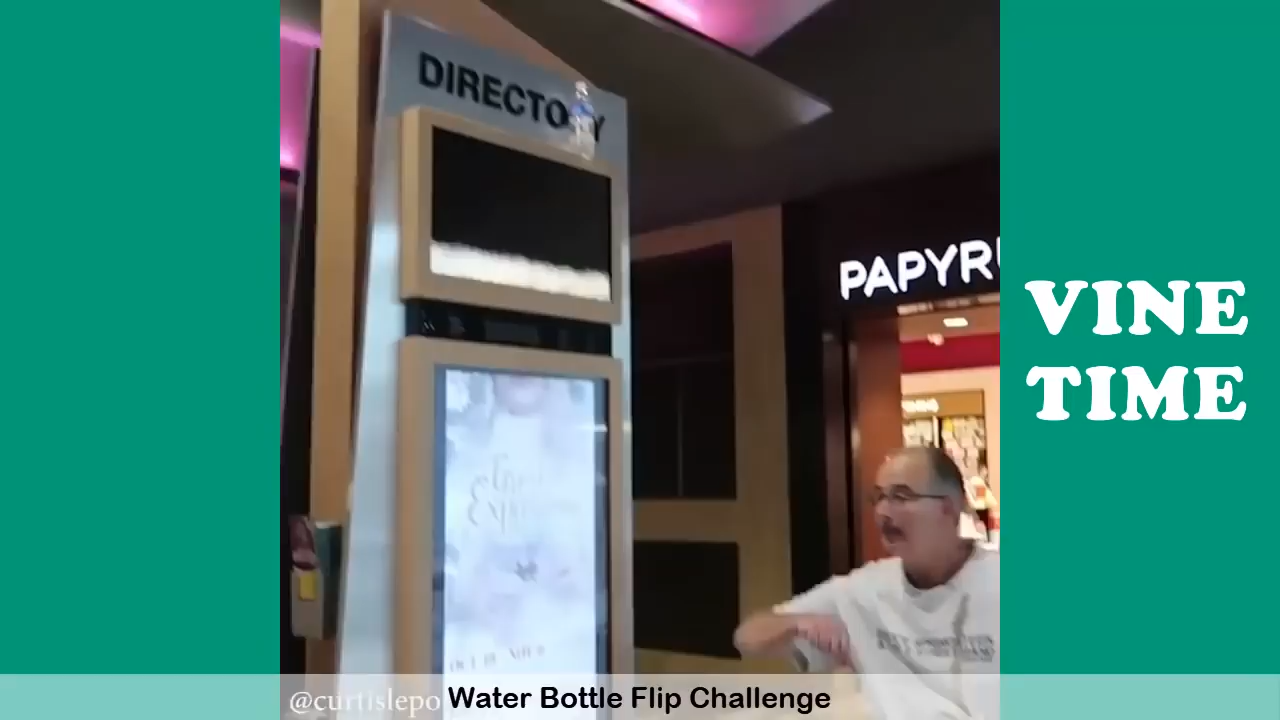 DIRECTORY
PAPYRU
VINE
TIME
@curtislepo
Water Bottle Flip Challenge